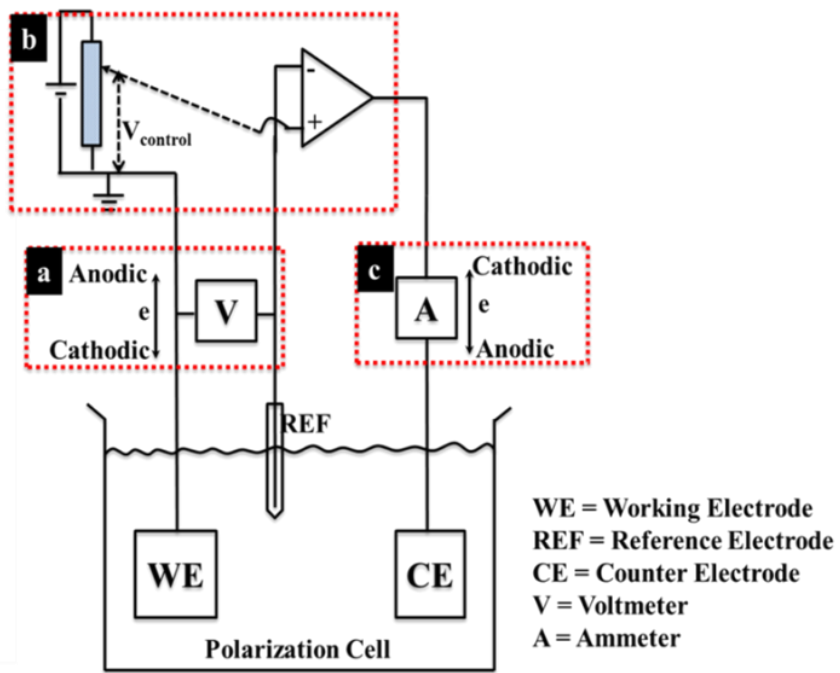 b
-
+
Vcontrol
a
Anodic
e
Cathodic
V
c
Cathodic
A
e
Anodic
REF
WE
CE
Polarization Cell
WE = Working Electrode
REF = Reference Electrode
CE = Counter Electrode
V = Voltmeter
A = Ammeter